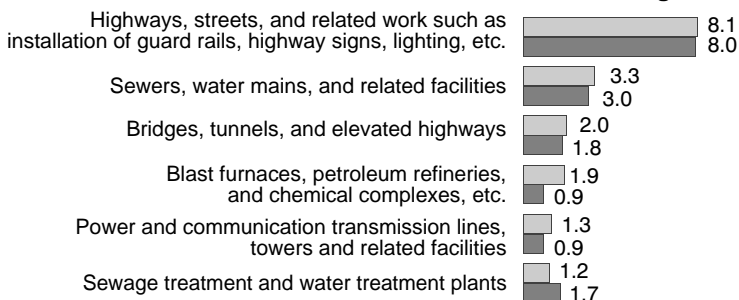 Highways, streets, and related work such as
installation of guard rails, highway signs, lighting, etc.
8.1
8.0
Sewers, water mains, and related facilities
3.3
3.0
Bridges, tunnels, and elevated highways
2.0
1.8
Blast furnaces, petroleum refineries,
and chemical complexes, etc.
1.9
0.9
Power and communication transmission lines,
towers and related facilities
1.3
0.9
Sewage treatment and water treatment plants
1.2
1.7